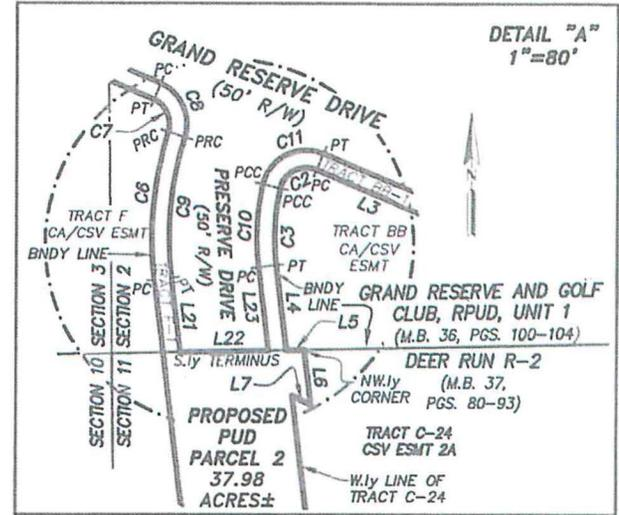 DETAIL "A"
1"=80'
GRAND RESERVE DRIVE
(50' R/W)
PC
PT
C8
C7
PRC
PRC
C11
PT
PCC
C2
PC
PCC
TRACT BB-1
L3
C6
C9
PRESERVE DRIVE
(50' R/W)
C10
C3
TRACT F
CA/CSV
ESMT
TRACT BB
CA/CSV
ESMT
BNDY LINE
PC
PT
PC
PT
BNDY
LINE
SECTION 3
SECTION 2
L21
L23
L4
GRAND RESERVE AND GOLF
CLUB, RPUD, UNIT 1
(M.B. 36, PGS. 100-104)
L22
L5
S.ly TERMINUS
SECTION 10
SECTION 11
L7
L6
NW.ly
CORNER
DEER RUN R-2
(M.B. 37,
PGS. 80-93)
PROPOSED
PUD
PARCEL 2
37.98
ACRES±
TRACT C-24
CSV ESMT 2A
W.ly LINE OF
TRACT C-24